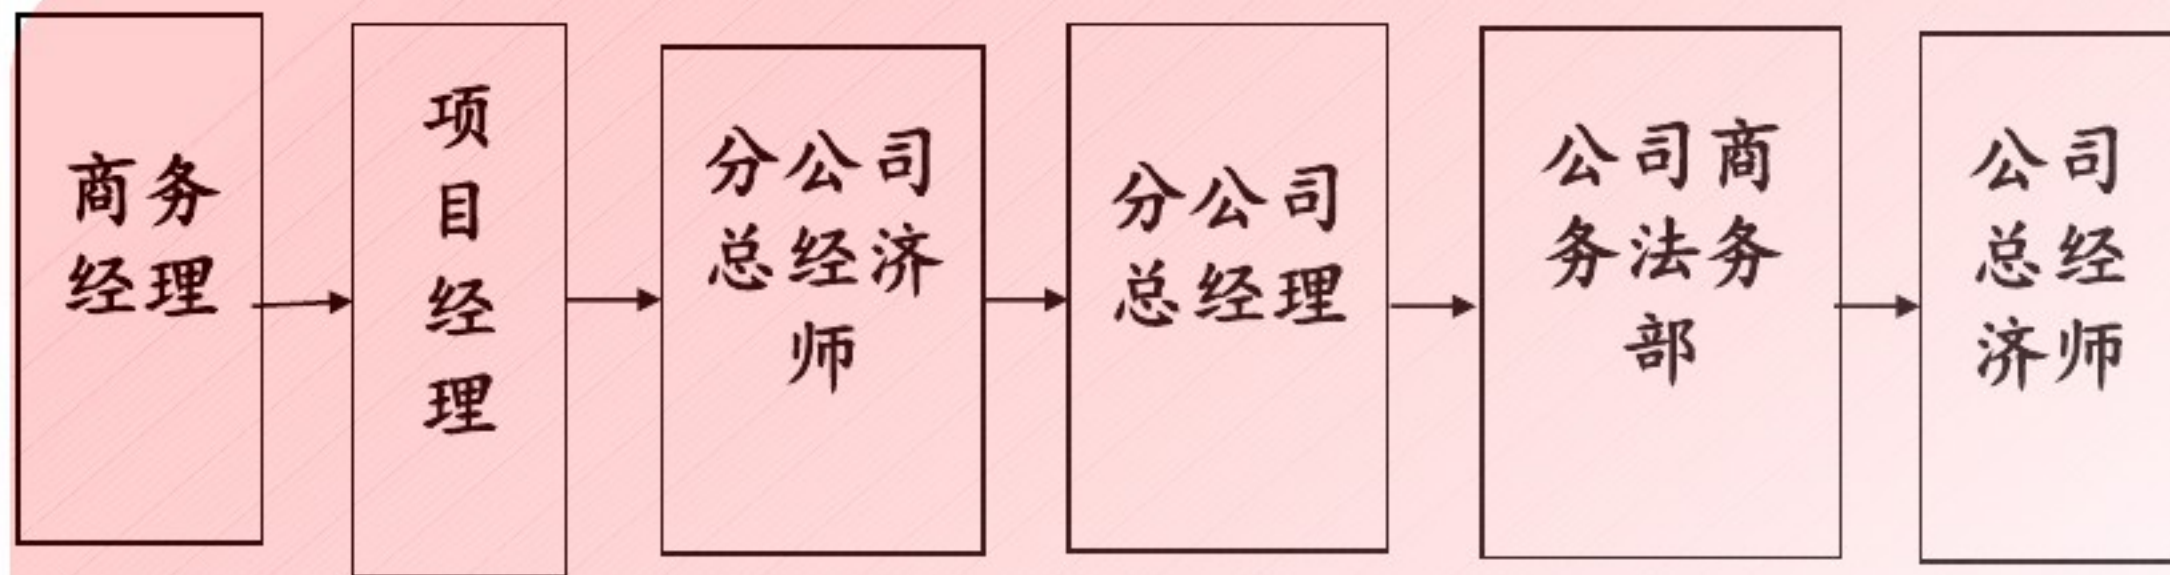 商务
经理
项
目
经
理
分公司
总经济
师
分公司
总经理
公司商
务法务
部
公司
总经
济师